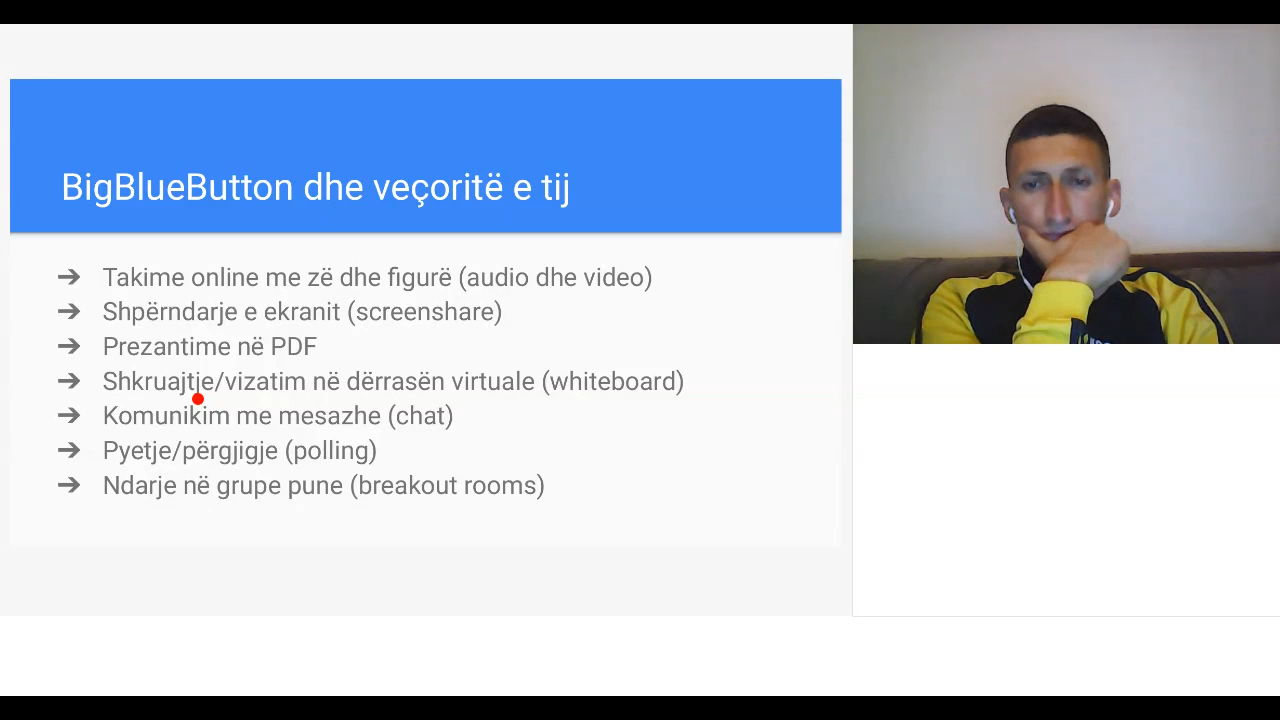 BigBlueButton dhe veçoritë e tij
➔ Takime online me zë dhe figurë (audio dhe video)
➔ Shpërndarje e ekranit (screenshare)
➔ Prezantime në PDF
➔ Shkruajtje/vizatim në dërrasën virtuale (whiteboard)
➔ Komunikim me mesazhe (chat)
➔ Pyetje/përgjigje (polling)
➔ Ndarje në grupe pune (breakout rooms)